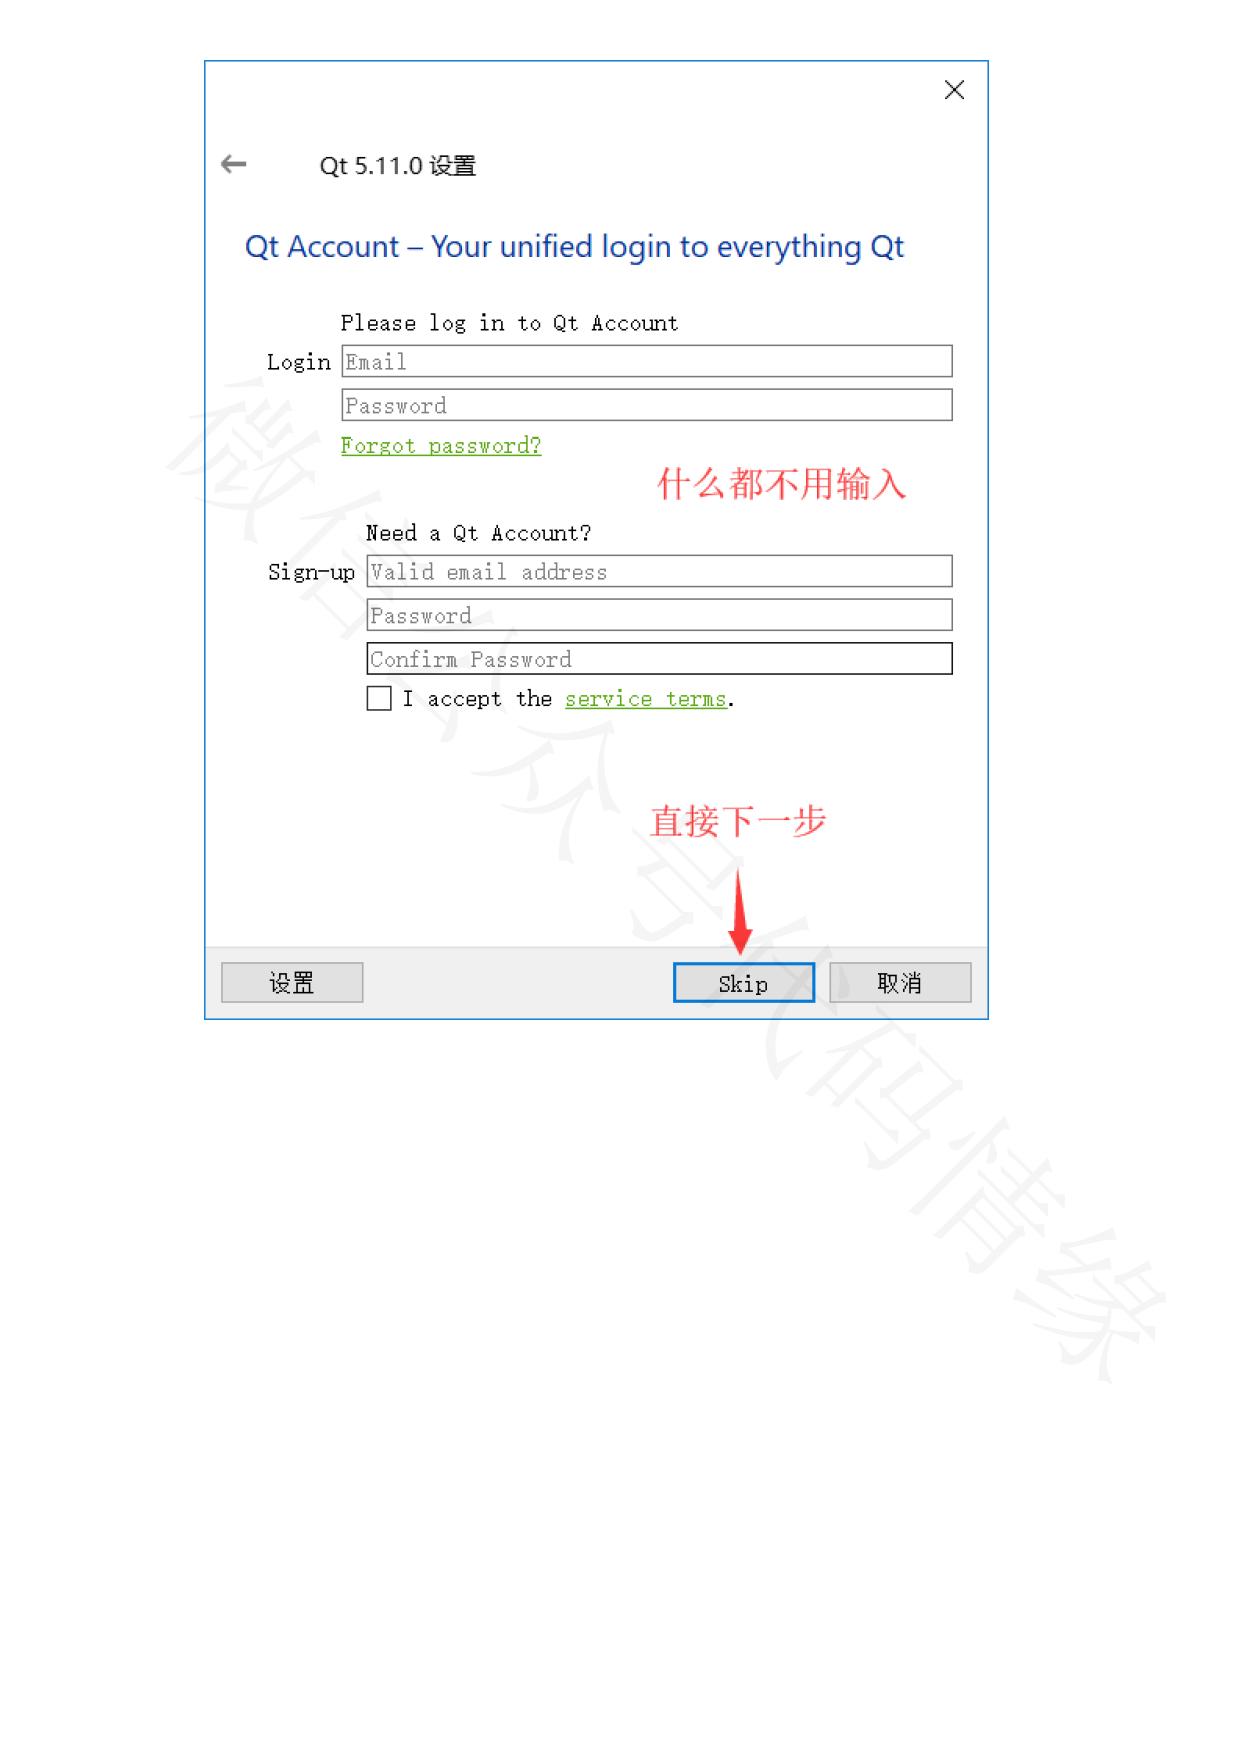 Qt 5.11.0 设置
Qt Account – Your unified login to everything Qt
Please log in to Qt Account
Login Email
Password
Forgot password?
什么都不用输入
Need a Qt Account?
Sign-up Valid email address
Password
Confirm Password
I accept the service terms.
直接下一步
设置 Skip 取消
微信公众号代码情缘